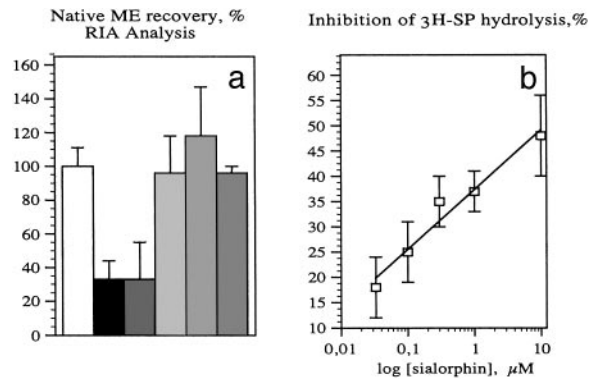 Native ME recovery, %
RIA Analysis
a
160
140
120
100
80
60
40
20
0
Inhibition of 3H-SP hydrolysis,%
b
60
55
50
45
40
35
30
25
20
15
10
0,01 0,1 1 10
log [sialorphin, µM